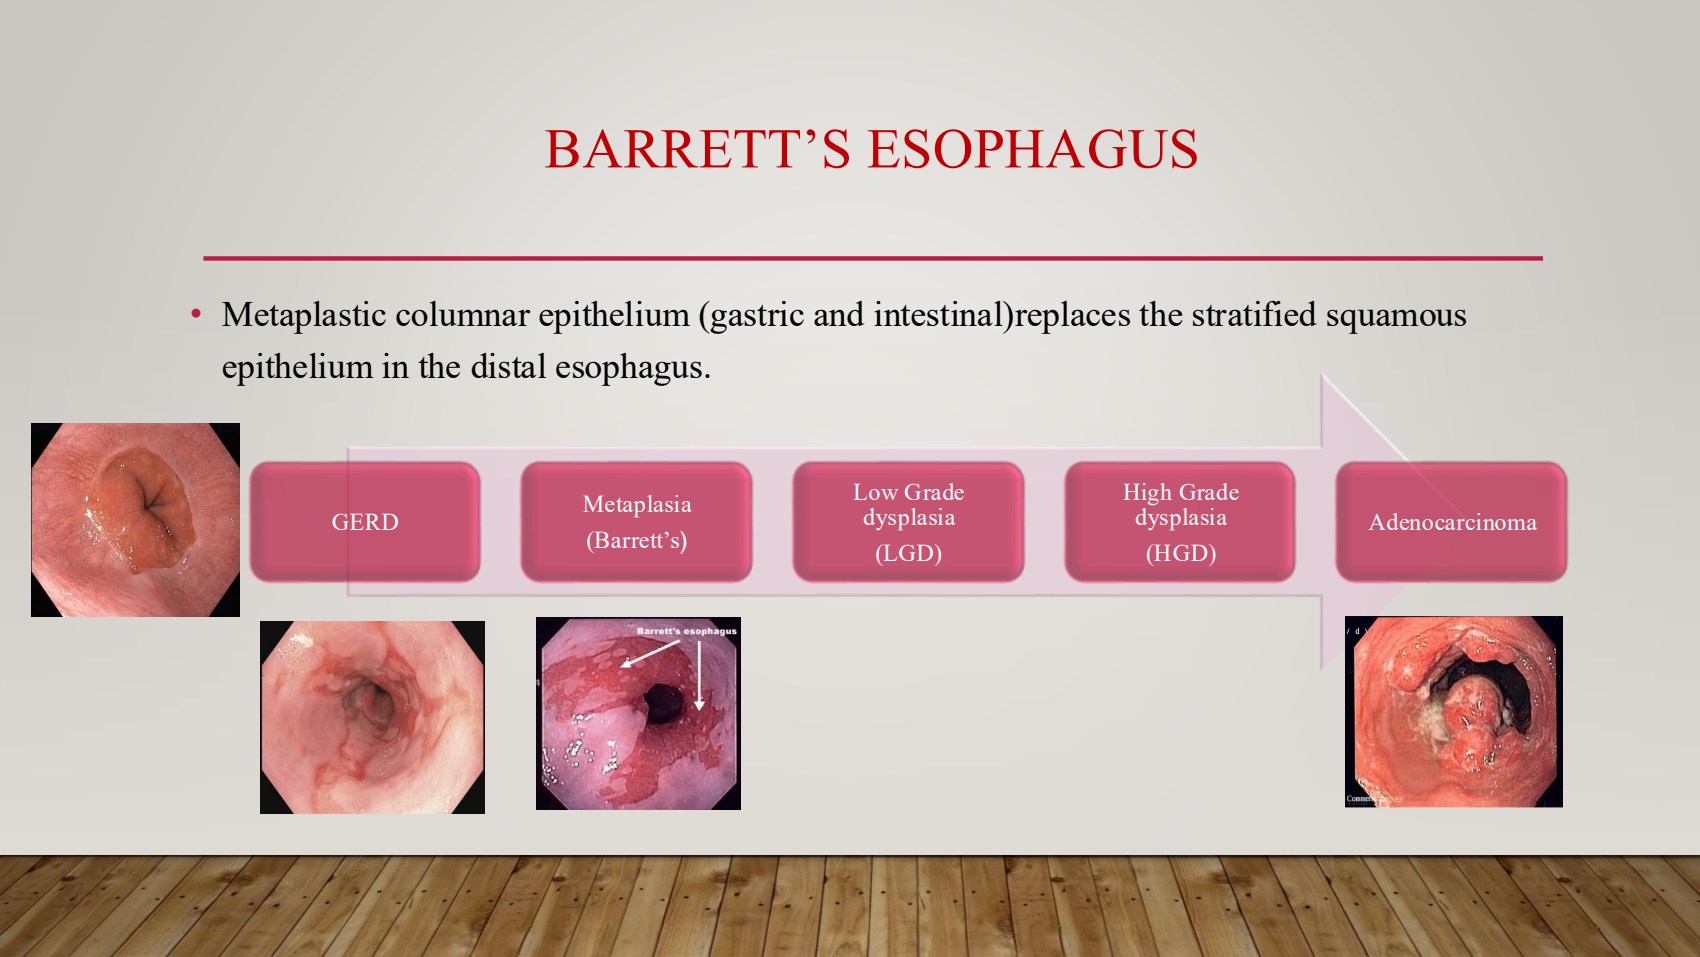 BARRETT’S ESOPHAGUS
• Metaplastic columnar epithelium (gastric and intestinal)replaces the stratified squamous
epithelium in the distal esophagus.
GERD
Metaplasia
(Barrett’s)
Low Grade
dysplasia
(LGD)
High Grade
dysplasia
(HGD)
Adenocarcinoma
Barrett's esophagus
/ d \